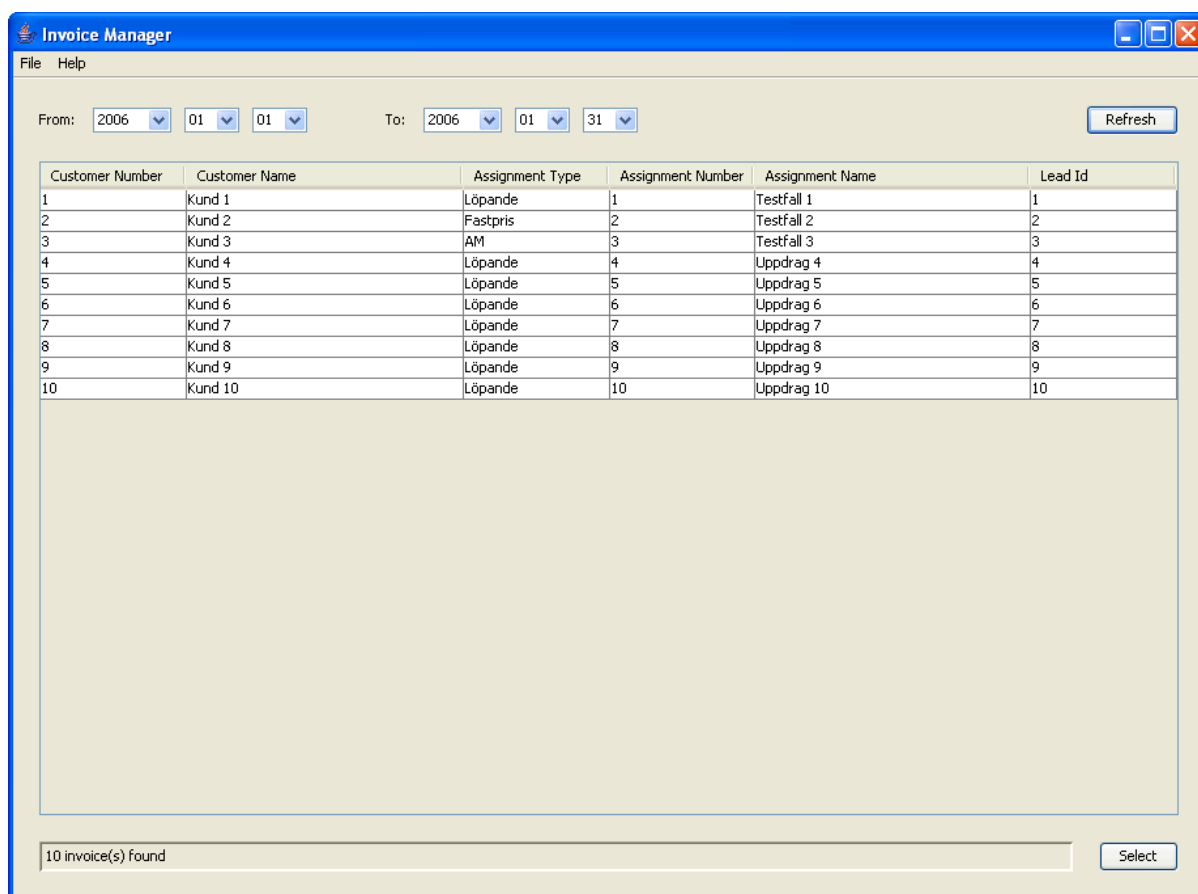 Invoice Manager
File Help
From: 2006 01 01 To: 2006 01 31 Refresh
Customer Number Customer Name Assignment Type Assignment Number Assignment Name Lead Id
1 Kund 1 Löpande 1 Testfall 1 1
2 Kund 2 Fastpris 2 Testfall 2 2
3 Kund 3 AM 3 Testfall 3 3
4 Kund 4 Löpande 4 Uppdrag 4 4
5 Kund 5 Löpande 5 Uppdrag 5 5
6 Kund 6 Löpande 6 Uppdrag 6 6
7 Kund 7 Löpande 7 Uppdrag 7 7
8 Kund 8 Löpande 8 Uppdrag 8 8
9 Kund 9 Löpande 9 Uppdrag 9 9
10 Kund 10 Löpande 10 Uppdrag 10 10
10 invoice(s) found Select